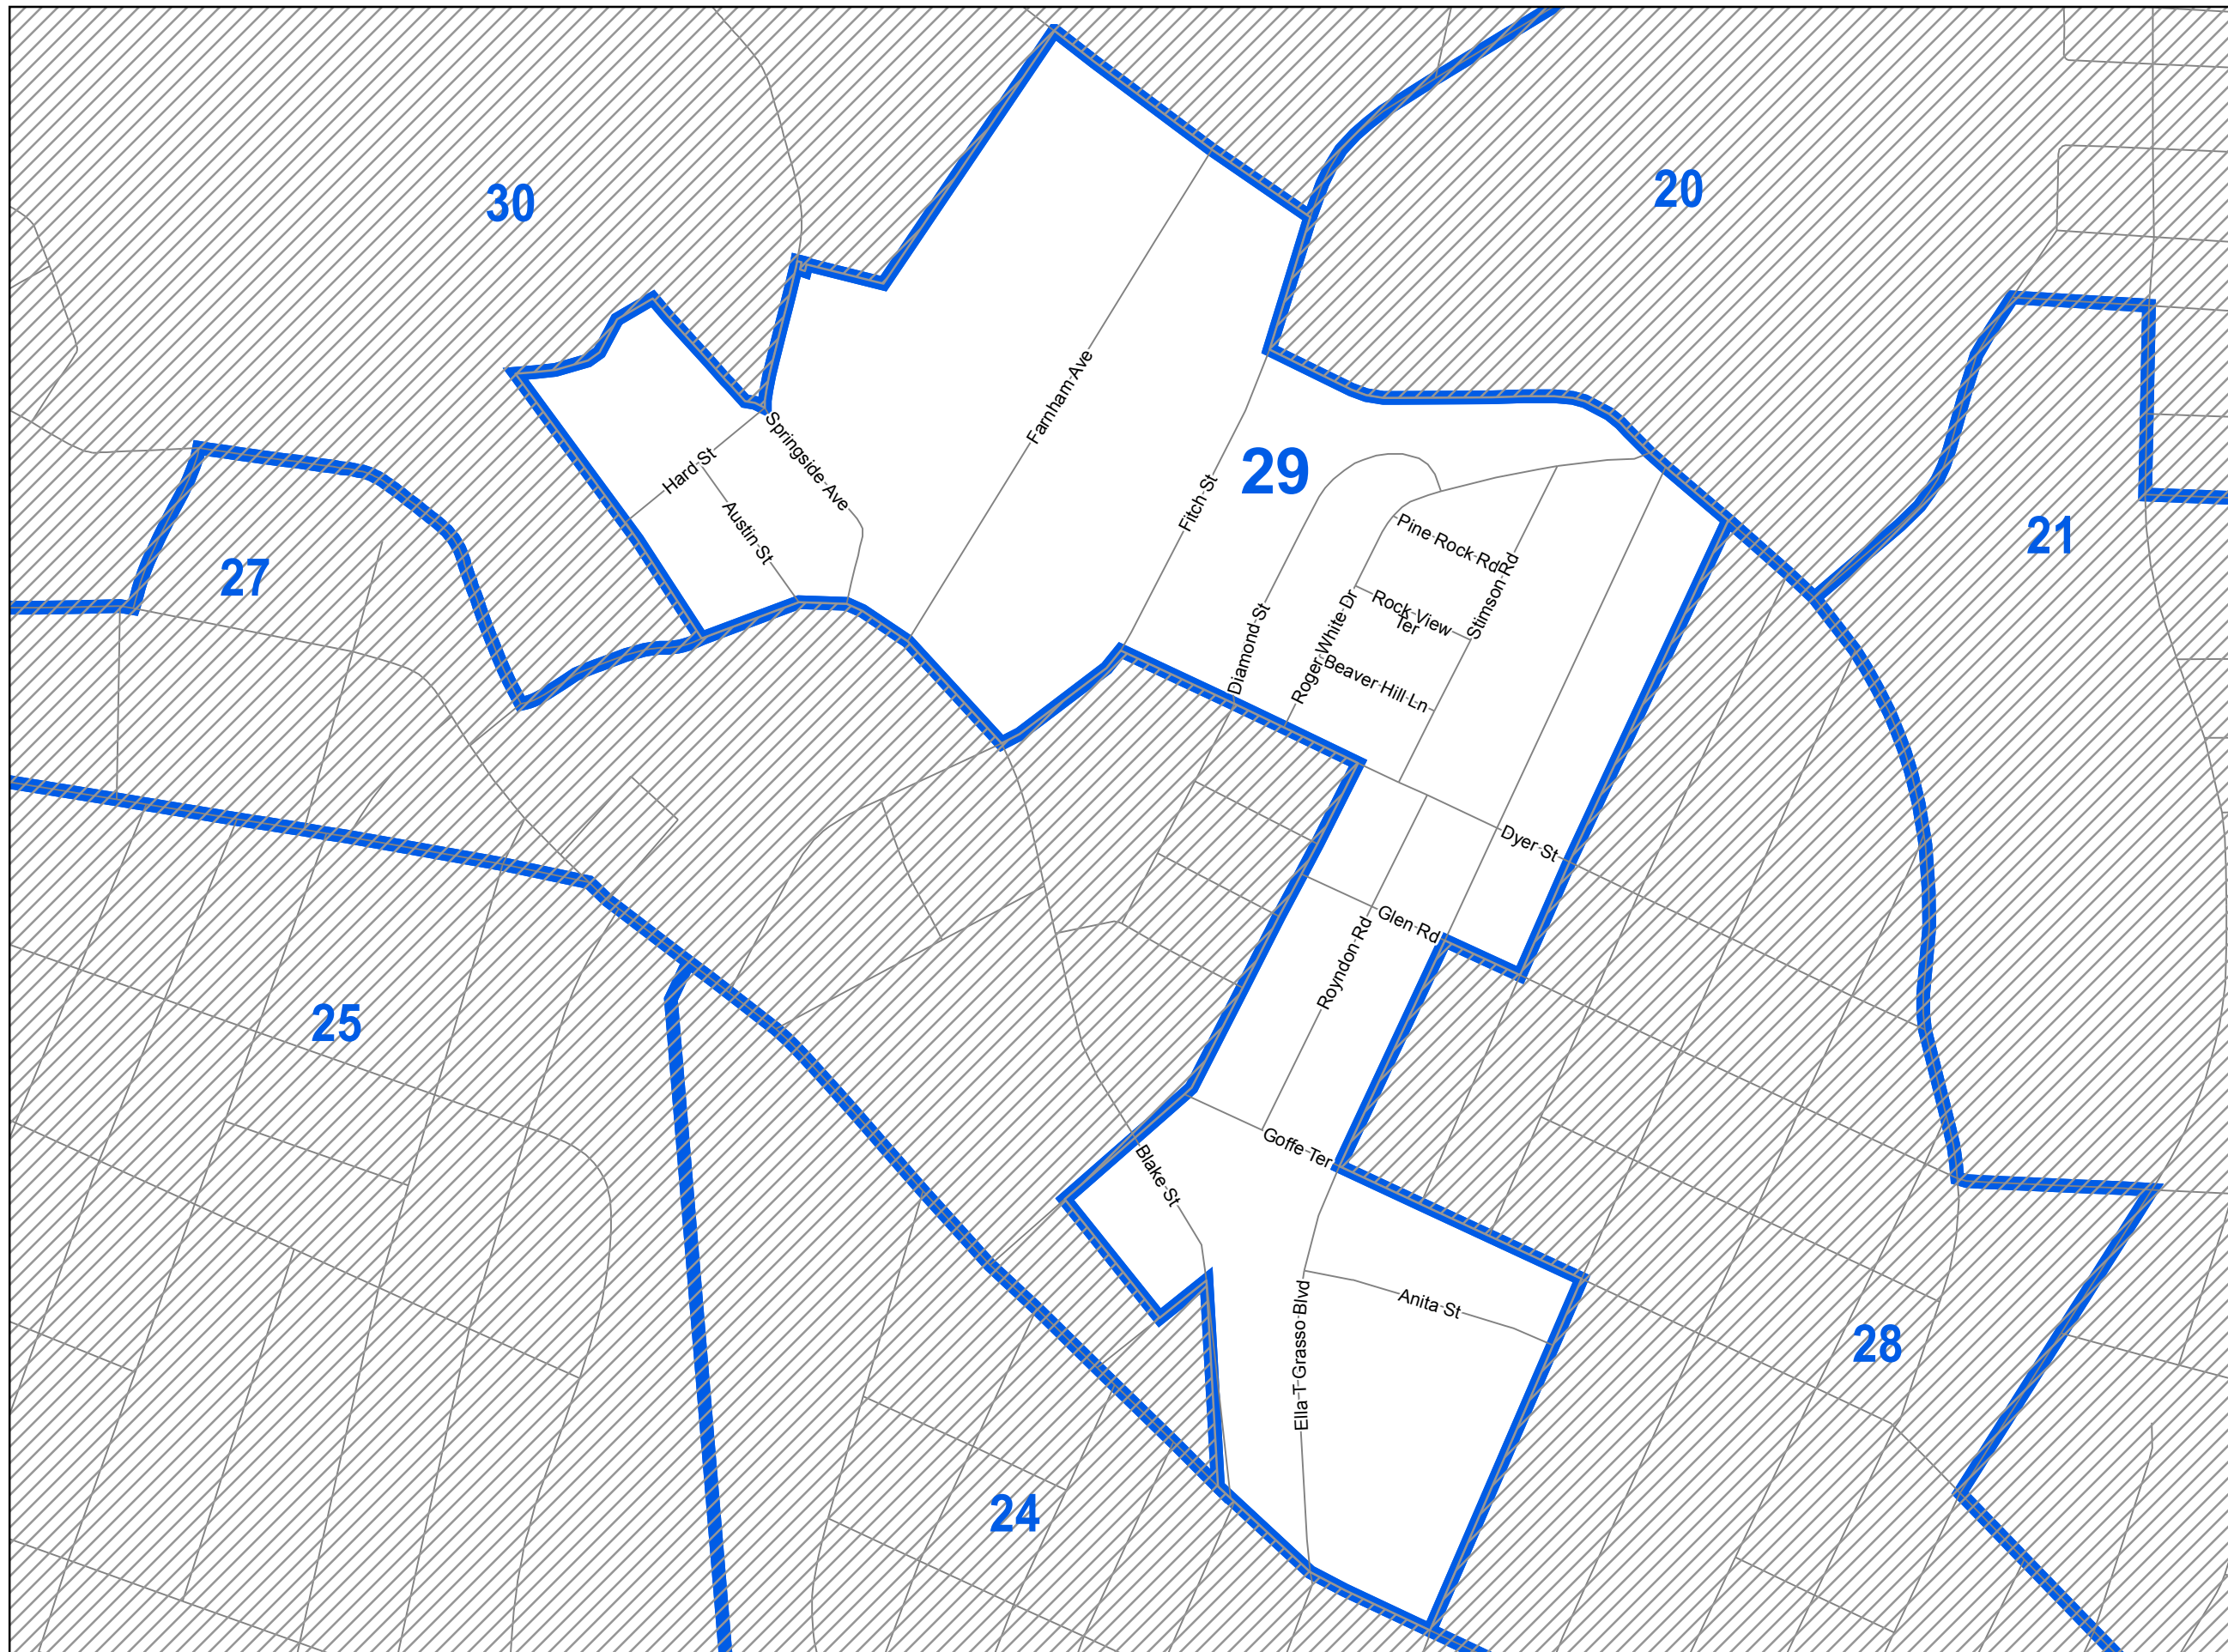 30
20
Farnham Ave
Springside Ave
Hard St
Fitch St
29
Austin St
Pine Rock Rd
Stimson Rd
21
27
Rock View
Ter
Diamond St
Roger White Dr
Beaver Hill Ln
Dyer St
Glen Rd
Royndon Rd
25
Goffe Ter
Blake St
Anita St
Ella T Grasso Blvd
28
24